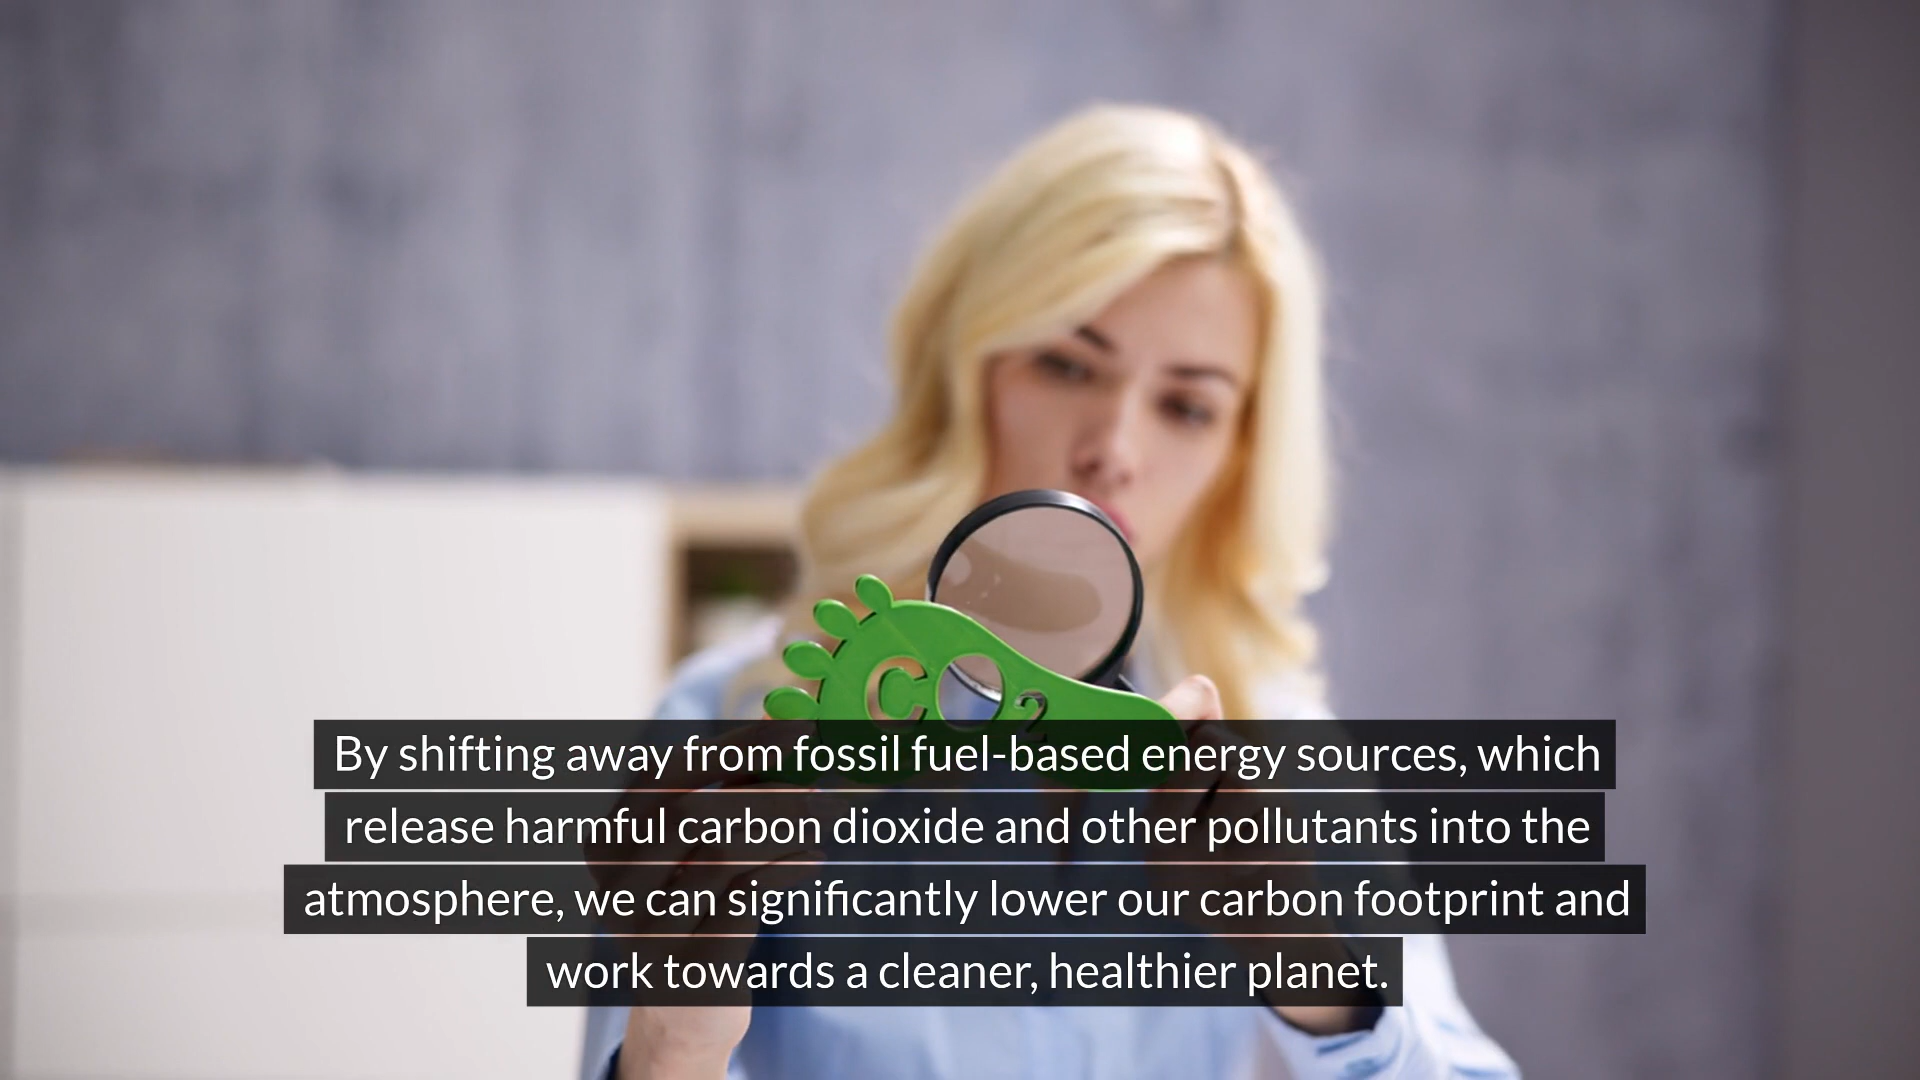 CO2
By shifting away from fossil fuel-based energy sources, which
release harmful carbon dioxide and other pollutants into the
atmosphere, we can significantly lower our carbon footprint and
work towards a cleaner, healthier planet.